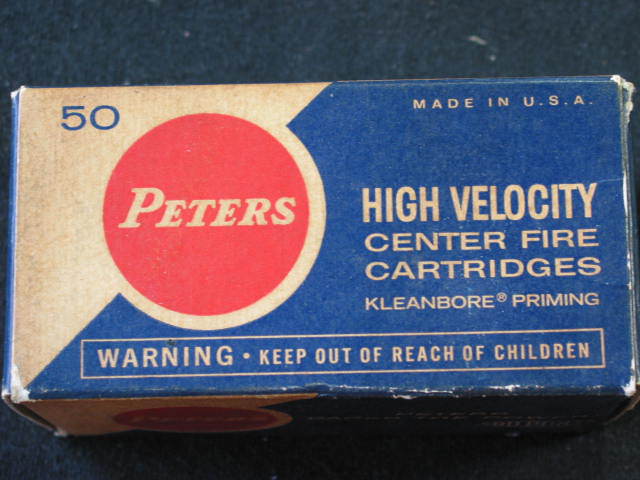 50
MADE IN U.S.A.
PETERS
HIGH VELOCITY
CENTER FIRE
CARTRIDGES
KLEANBORE® PRIMING
WARNING • KEEP OUT OF REACH OF CHILDREN